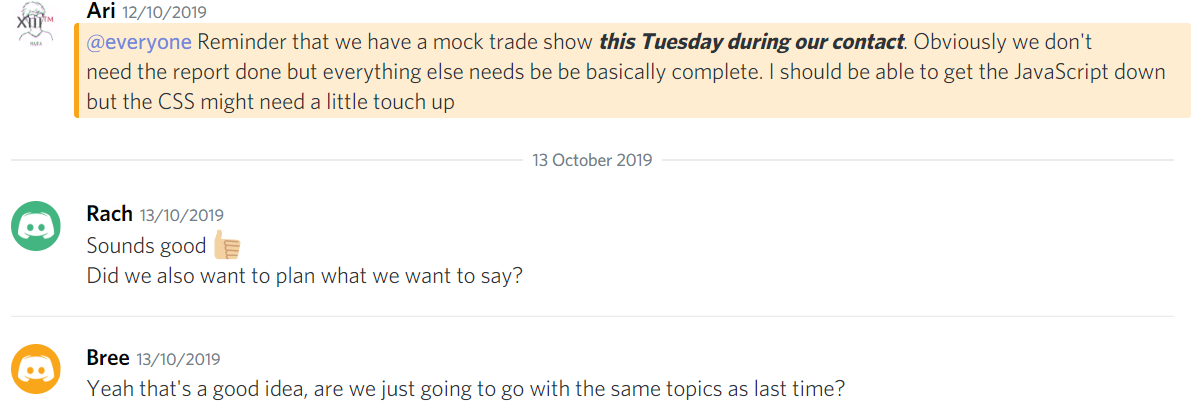 XIII™
MARA
Ari 12/10/2019
@everyone Reminder that we have a mock trade show this Tuesday during our contact. Obviously we don't
need the report done but everything else needs be be basically complete. I should be able to get the JavaScript down
but the CSS might need a little touch up
13 October 2019
Rach 13/10/2019
Sounds good
Did we also want to plan what we want to say?
Bree 13/10/2019
Yeah that's a good idea, are we just going to go with the same topics as last time?